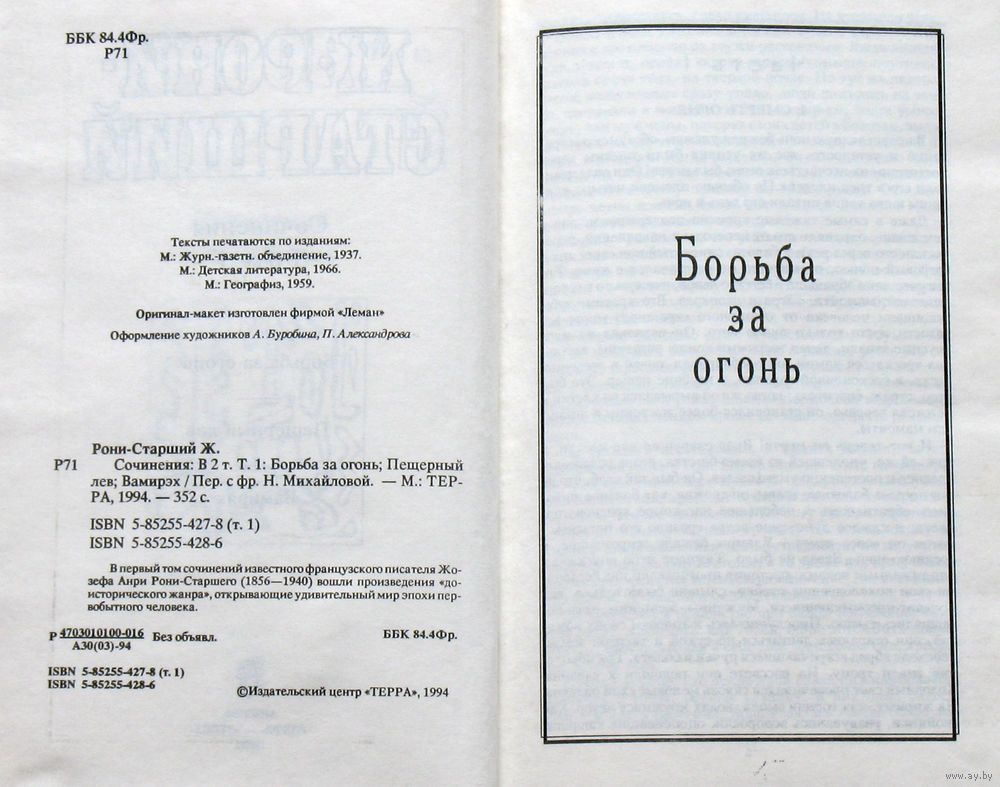 ББК 84.4Фр.
Р71
Тексты печатаются по изданиям:
М.: Журн.-газетн. объединение, 1937.
М.: Детская литература, 1966.
М.: Географиз, 1959.
Оригинал-макет изготовлен фирмой «Леман»
Оформление художников А. Буробина, П. Александрова
Рони-Старший Ж.
Р71 Сочинения: В 2 т. Т. 1: Борьба за огонь; Пещерный
лев; Вамирэх / Пер. с фр. Н. Михайловой. — М.: ТЕР-
РА, 1994. — 352 с.
ISBN 5-85255-427-8 (т. 1)
ISBN 5-85255-428-6
В первый том сочинений известного французского писателя Жо-
зефа Анри Рони-Старшего (1856—1940) вошли произведения «до-
исторического жанра», открывающие удивительный мир эпохи пер-
вобытного человека.
Р 4703010100-016 Без объявл. ББК 84.4Фр.
А30(03)-94
ISBN 5-85255-427-8 (т. 1)
ISBN 5-85255-428-6
©Издательский центр «ТЕРРА», 1994
Борьба
за
огонь
www.ay.by